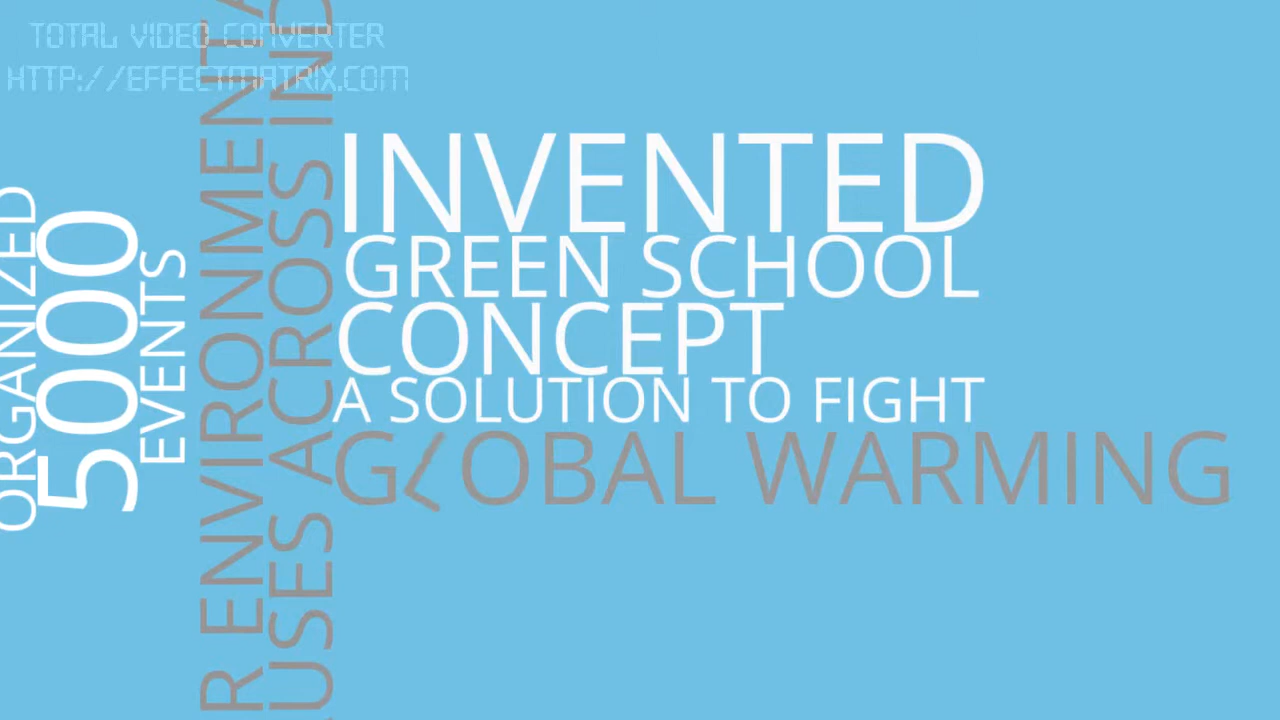 TOTAL VIDEO CONVERTER
HTTP://EFFECTMATRIX.COM
ORGANIZED
5000
EVENTS
R ENVIRONMENTA
USES ACROSS IND
INVENTED
GREEN SCHOOL
CONCEPT
A SOLUTION TO FIGHT
GLOBAL WARMING